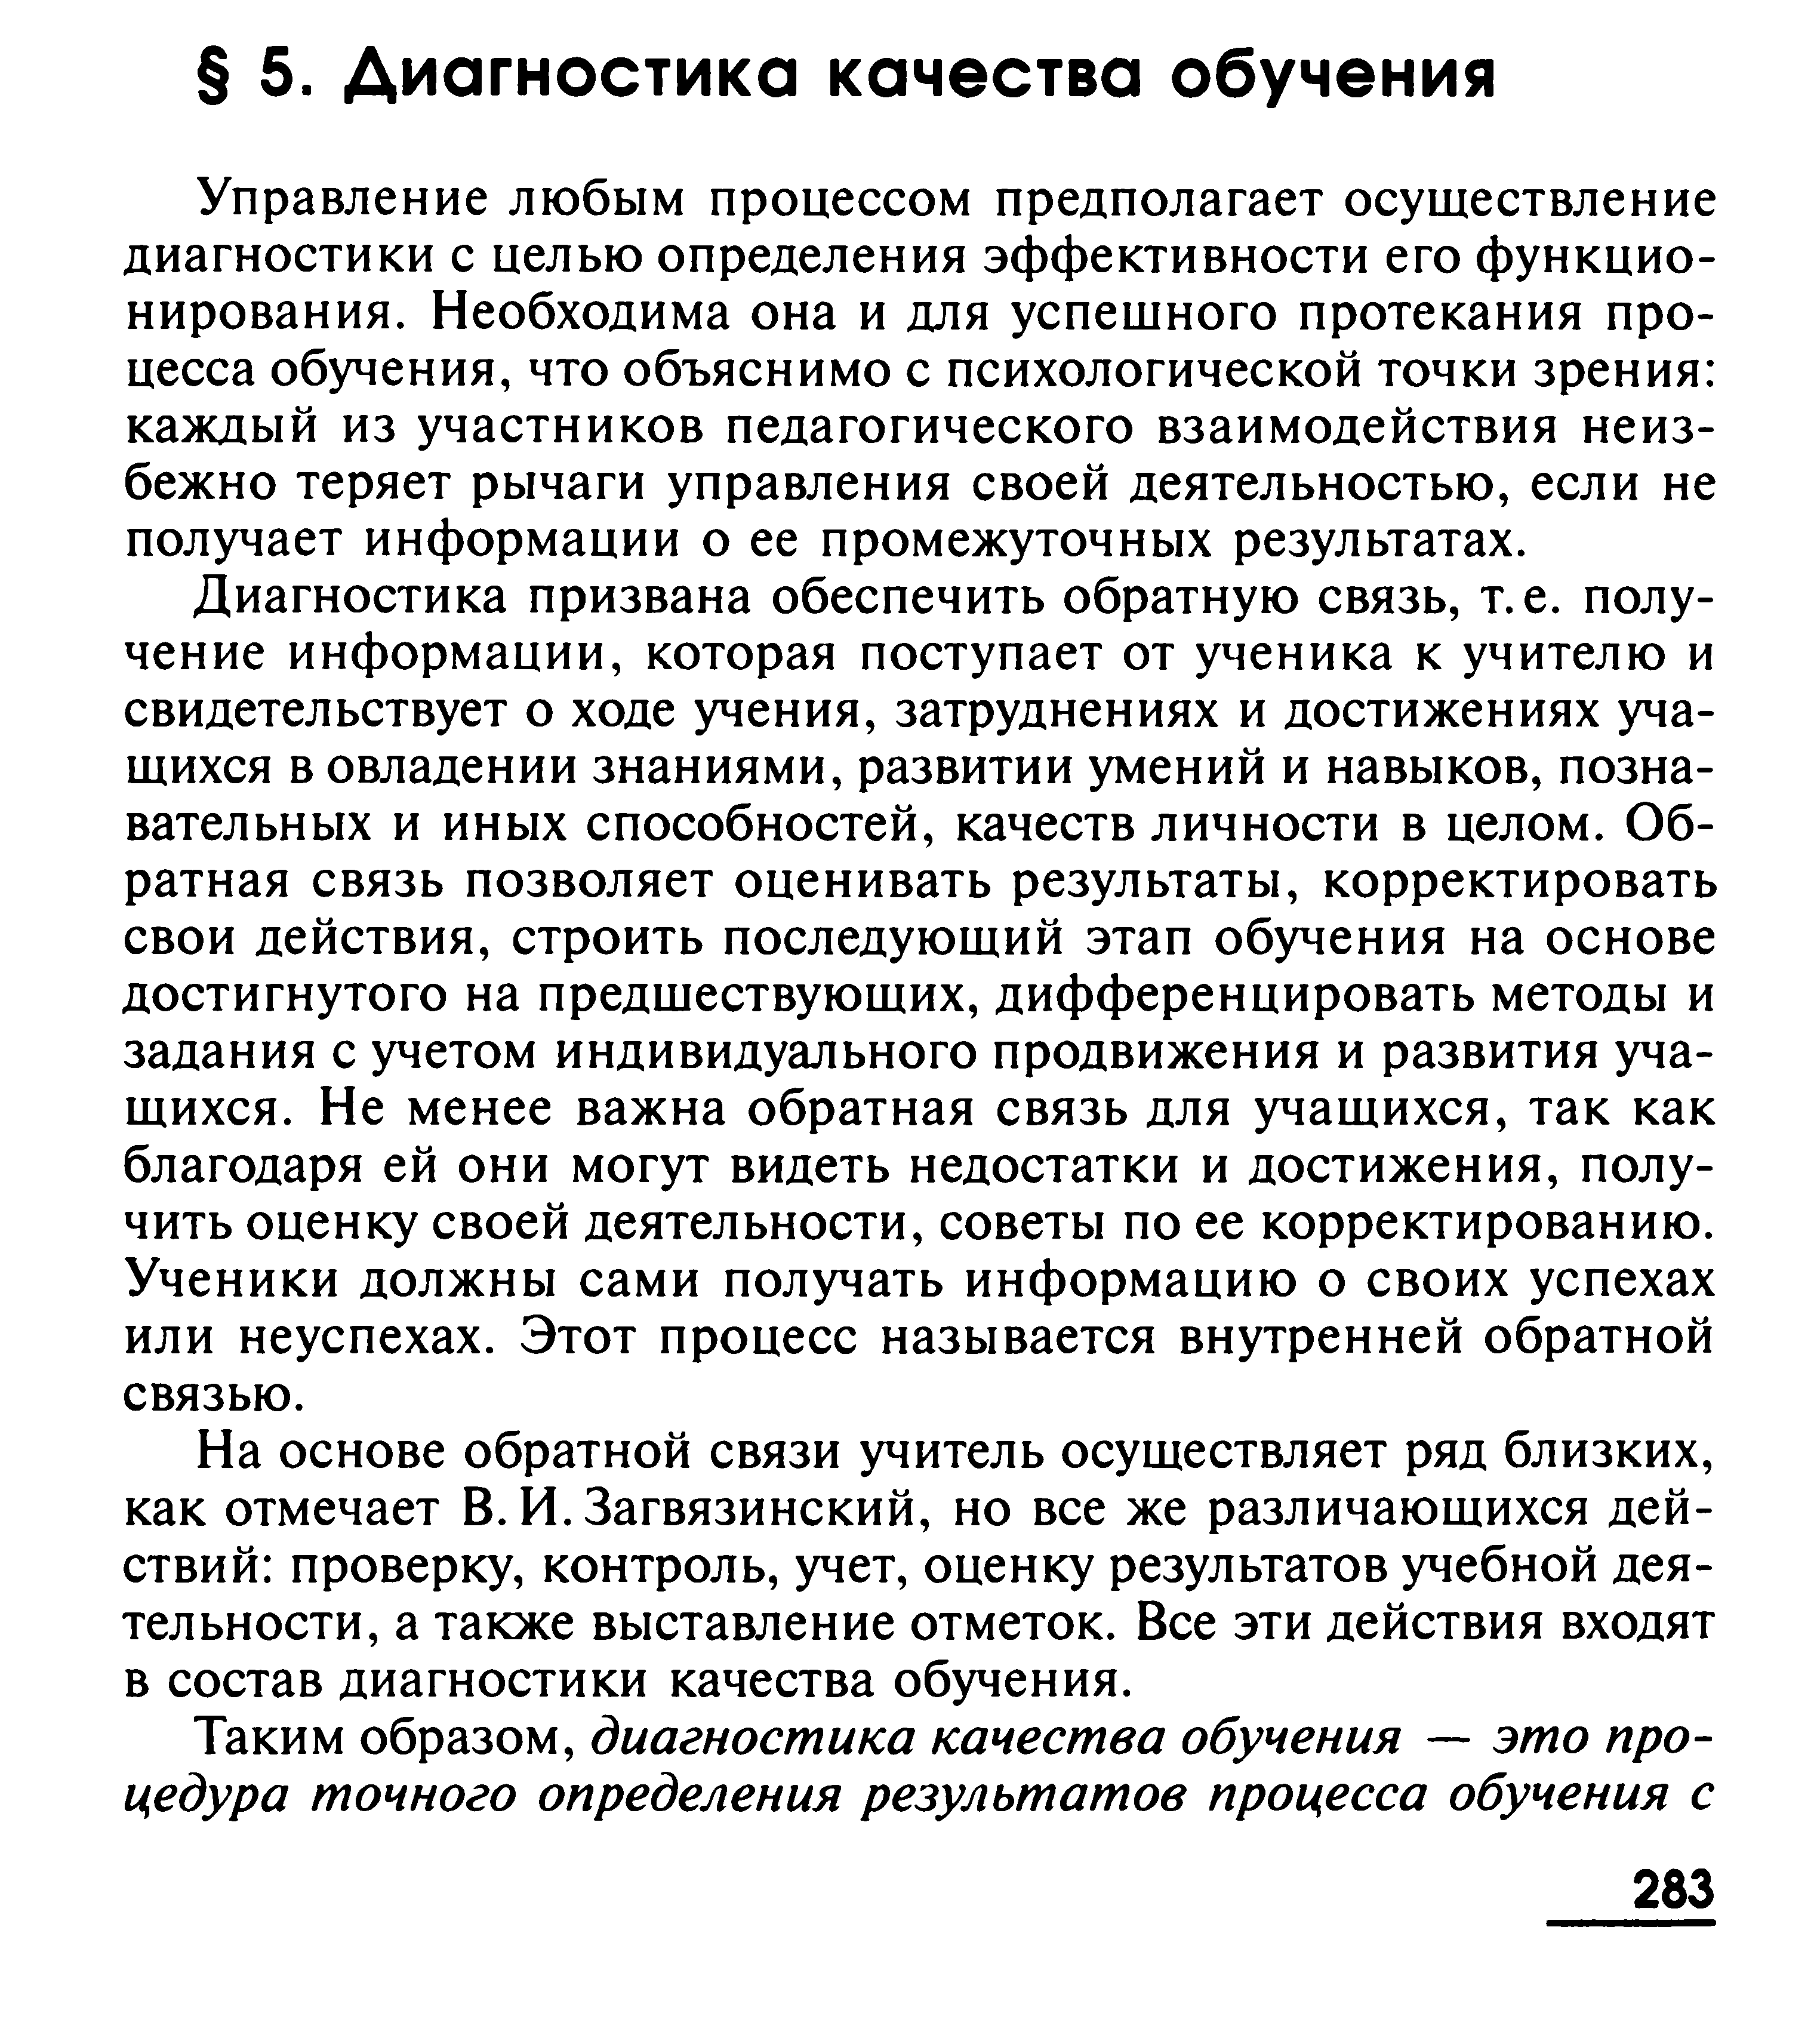 § 5. Диагностика качества обучения
Управление любым процессом предполагает осуществление
диагностики с целью определения эффективности его функцио-
нирования. Необходима она и для успешного протекания про-
цесса обучения, что объяснимо с психологической точки зрения:
каждый из участников педагогического взаимодействия неиз-
бежно теряет рычаги управления своей деятельностью, если не
получает информации о ее промежуточных результатах.
Диагностика призвана обеспечить обратную связь, т. е. полу-
чение информации, которая поступает от ученика к учителю и
свидетельствует о ходе учения, затруднениях и достижениях уча-
щихся в овладении знаниями, развитии умений и навыков, позна-
вательных и иных способностей, качеств личности в целом. Об-
ратная связь позволяет оценивать результаты, корректировать
свои действия, строить последующий этап обучения на основе
достигнутого на предшествующих, дифференцировать методы и
задания с учетом индивидуального продвижения и развития уча-
щихся. Не менее важна обратная связь для учащихся, так как
благодаря ей они могут видеть недостатки и достижения, полу-
чить оценку своей деятельности, советы по ее корректированию.
Ученики должны сами получать информацию о своих успехах
или неуспехах. Этот процесс называется внутренней обратной
связью.
На основе обратной связи учитель осуществляет ряд близких,
как отмечает В. И. Загвязинский, но все же различающихся дей-
ствий: проверку, контроль, учет, оценку результатов учебной дея-
тельности, а также выставление отметок. Все эти действия входят
в состав диагностики качества обучения.
Таким образом, диагностика качества обучения — это про-
цедура точного определения результатов процесса обучения с
283